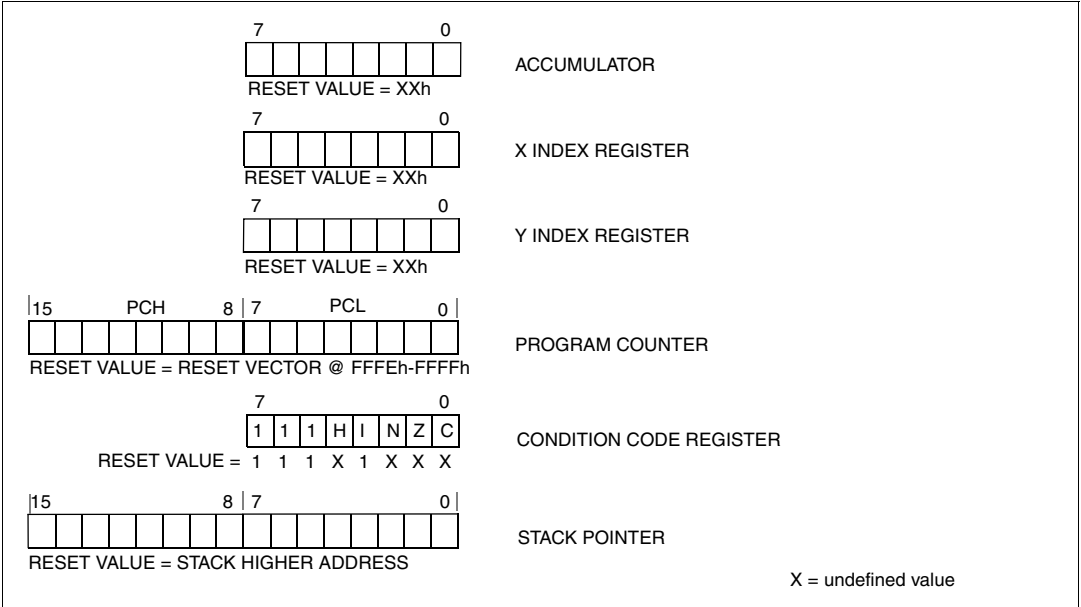 7 0
ACCUMULATOR
RESET VALUE = XXh
7 0
X INDEX REGISTER
RESET VALUE = XXh
7 0
Y INDEX REGISTER
RESET VALUE = XXh
15 PCH 8 7 PCL 0
PROGRAM COUNTER
RESET VALUE = RESET VECTOR @ FFFEh-FFFFh
7 0
1 1 1 H I N Z C
CONDITION CODE REGISTER
RESET VALUE = 1 1 1 X 1 X X X
15 8 7 0
STACK POINTER
RESET VALUE = STACK HIGHER ADDRESS
X = undefined value